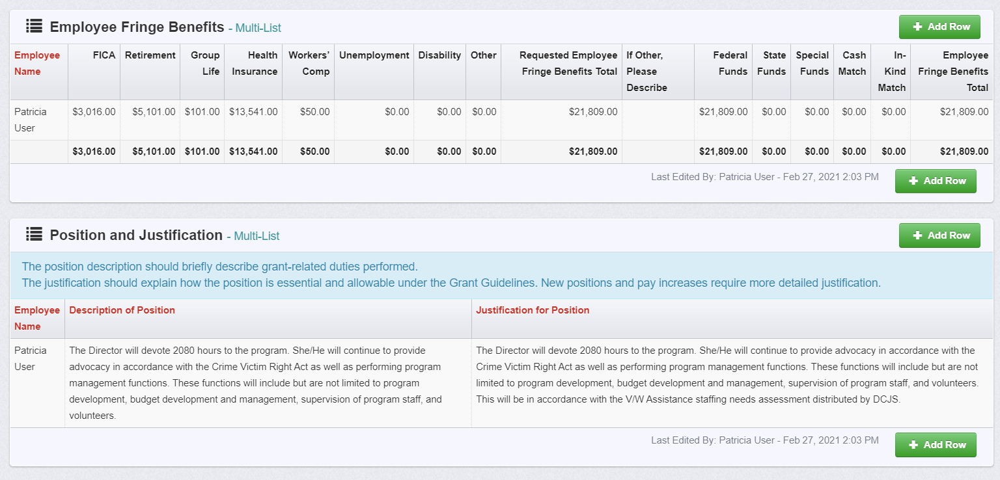 Employee Fringe Benefits - Multi-List
Add Row
Employee Name FICA Retirement Group Life Health Insurance Workers’ Comp Unemployment Disability Other Requested Employee Fringe Benefits Total If Other, Please Describe Federal Funds State Funds Special Funds Cash Match In-Kind Match Employee Fringe Benefits Total
Patricia User $3,016.00 $5,101.00 $101.00 $13,541.00 $50.00 $0.00 $0.00 $0.00 $21,809.00 $21,809.00 $0.00 $0.00 $0.00 $0.00 $21,809.00
$3,016.00 $5,101.00 $101.00 $13,541.00 $50.00 $0.00 $0.00 $0.00 $21,809.00 $21,809.00 $0.00 $0.00 $0.00 $0.00 $21,809.00
Last Edited By: Patricia User - Feb 27, 2021 2:03 PM
Add Row
Position and Justification - Multi-List
Add Row
The position description should briefly describe grant-related duties performed.
The justification should explain how the position is essential and allowable under the Grant Guidelines. New positions and pay increases require more detailed justification.
Employee Name
Description of Position
Justification for Position
Patricia
User
The Director will devote 2080 hours to the program. She/He will continue to provide
advocacy in accordance with the Crime Victim Right Act as well as performing program
management functions. These functions will include but are not limited to program
development, budget development and management, supervision of program staff, and
volunteers.
The Director will devote 2080 hours to the program. She/He will continue to provide advocacy in accordance with the
Crime Victim Right Act as well as performing program management functions. These functions will include but are not
limited to program development, budget development and management, supervision of program staff, and volunteers.
This will be in accordance with the V/W Assistance staffing needs assessment distributed by DCJS.
Last Edited By: Patricia User - Feb 27, 2021 2:03 PM
Add Row